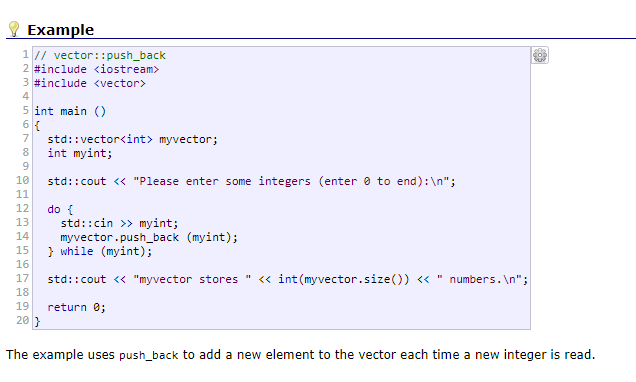 Example
1 // vector::push_back
2 #include <iostream>
3 #include <vector>
4
5 int main ()
6 {
7   std::vector<int> myvector;
8   int myint;
9
10   std::cout << "Please enter some integers (enter 0 to end):\n";
11
12   do {
13     std::cin >> myint;
14     myvector.push_back (myint);
15   } while (myint);
16
17   std::cout << "myvector stores " << int(myvector.size()) << " numbers.\n";
18
19   return 0;
20 }
The example uses push_back to add a new element to the vector each time a new integer is read.